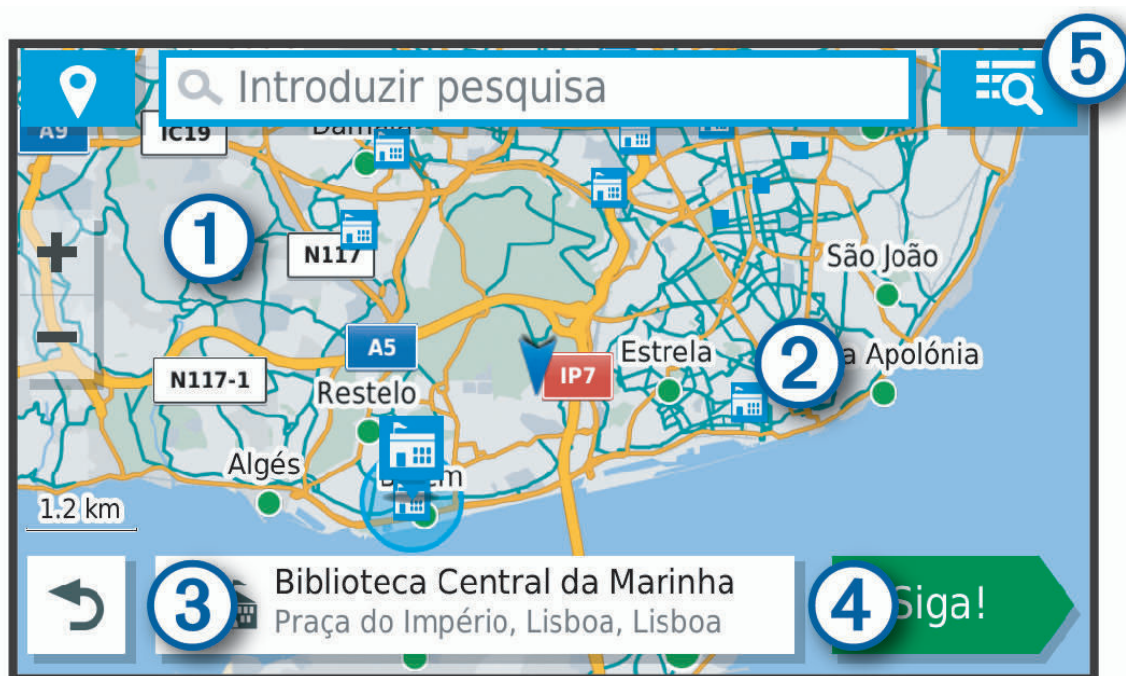 5
Introduzir pesquisa
A9
IC19
1
N117
São João
A5
2
Estrela
Apolónia
IP7
N117-1
Restelo
Algés
1.2 km
3
Biblioteca Central da Marinha
Praça do Império, Lisboa, Lisboa
4
Siga!